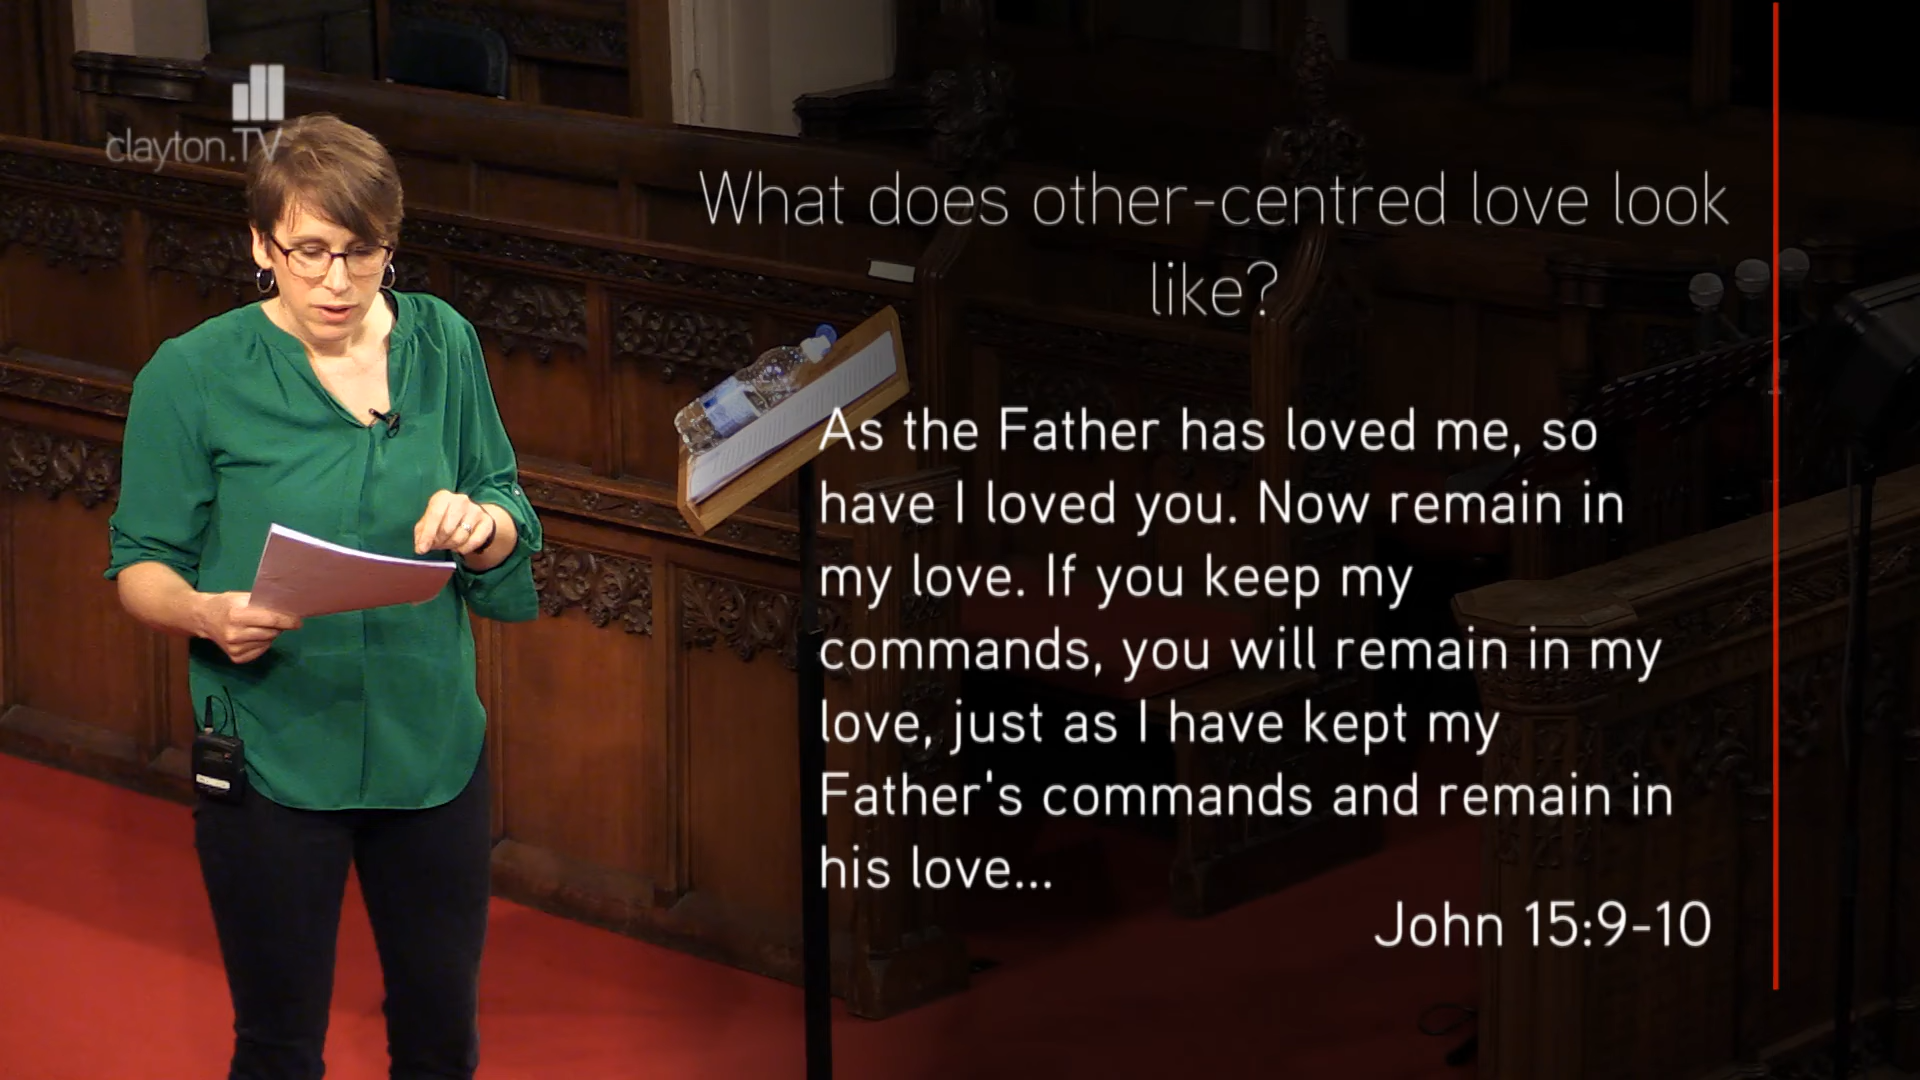 clayton.TV
What does other-centred love look
like?
As the Father has loved me, so
have I loved you. Now remain in
my love. If you keep my
commands, you will remain in my
love, just as I have kept my
Father's commands and remain in
his love...
John 15:9-10